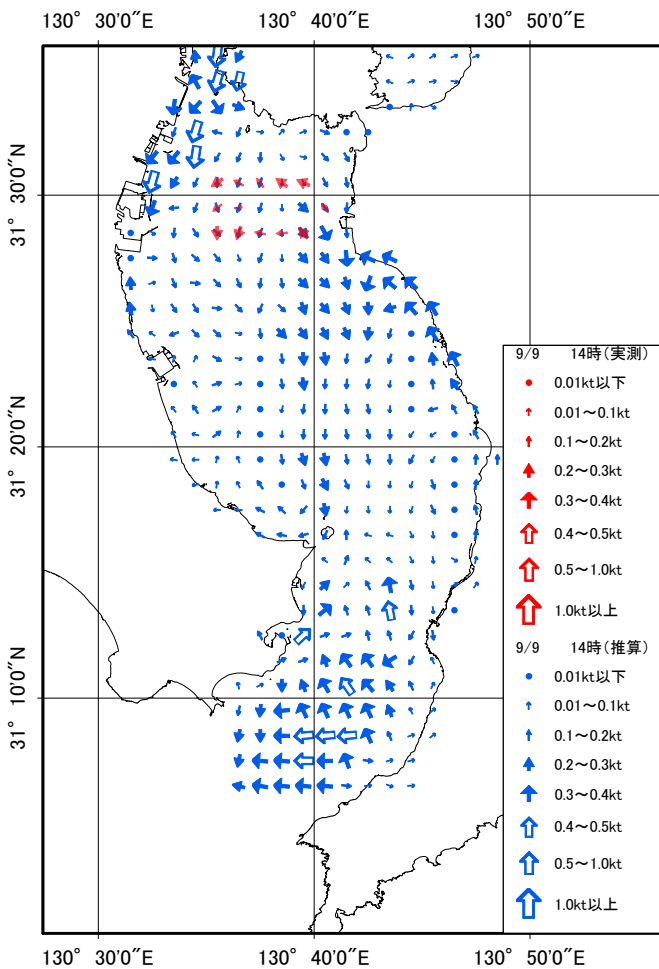 130° 30′0″E 130° 40′0″E 130° 50′0″E
31° 30′0″N
31° 20′0″N
31° 10′0″N
9/9 14時(実測)
0.01kt以下
0.01～0.1kt
0.1～0.2kt
0.2～0.3kt
0.3～0.4kt
0.4～0.5kt
0.5～1.0kt
1.0kt以上
9/9 14時(推算)
0.01kt以下
0.01～0.1kt
0.1～0.2kt
0.2～0.3kt
0.3～0.4kt
0.4～0.5kt
0.5～1.0kt
1.0kt以上
130° 30′0″E 130° 40′0″E 130° 50′0″E